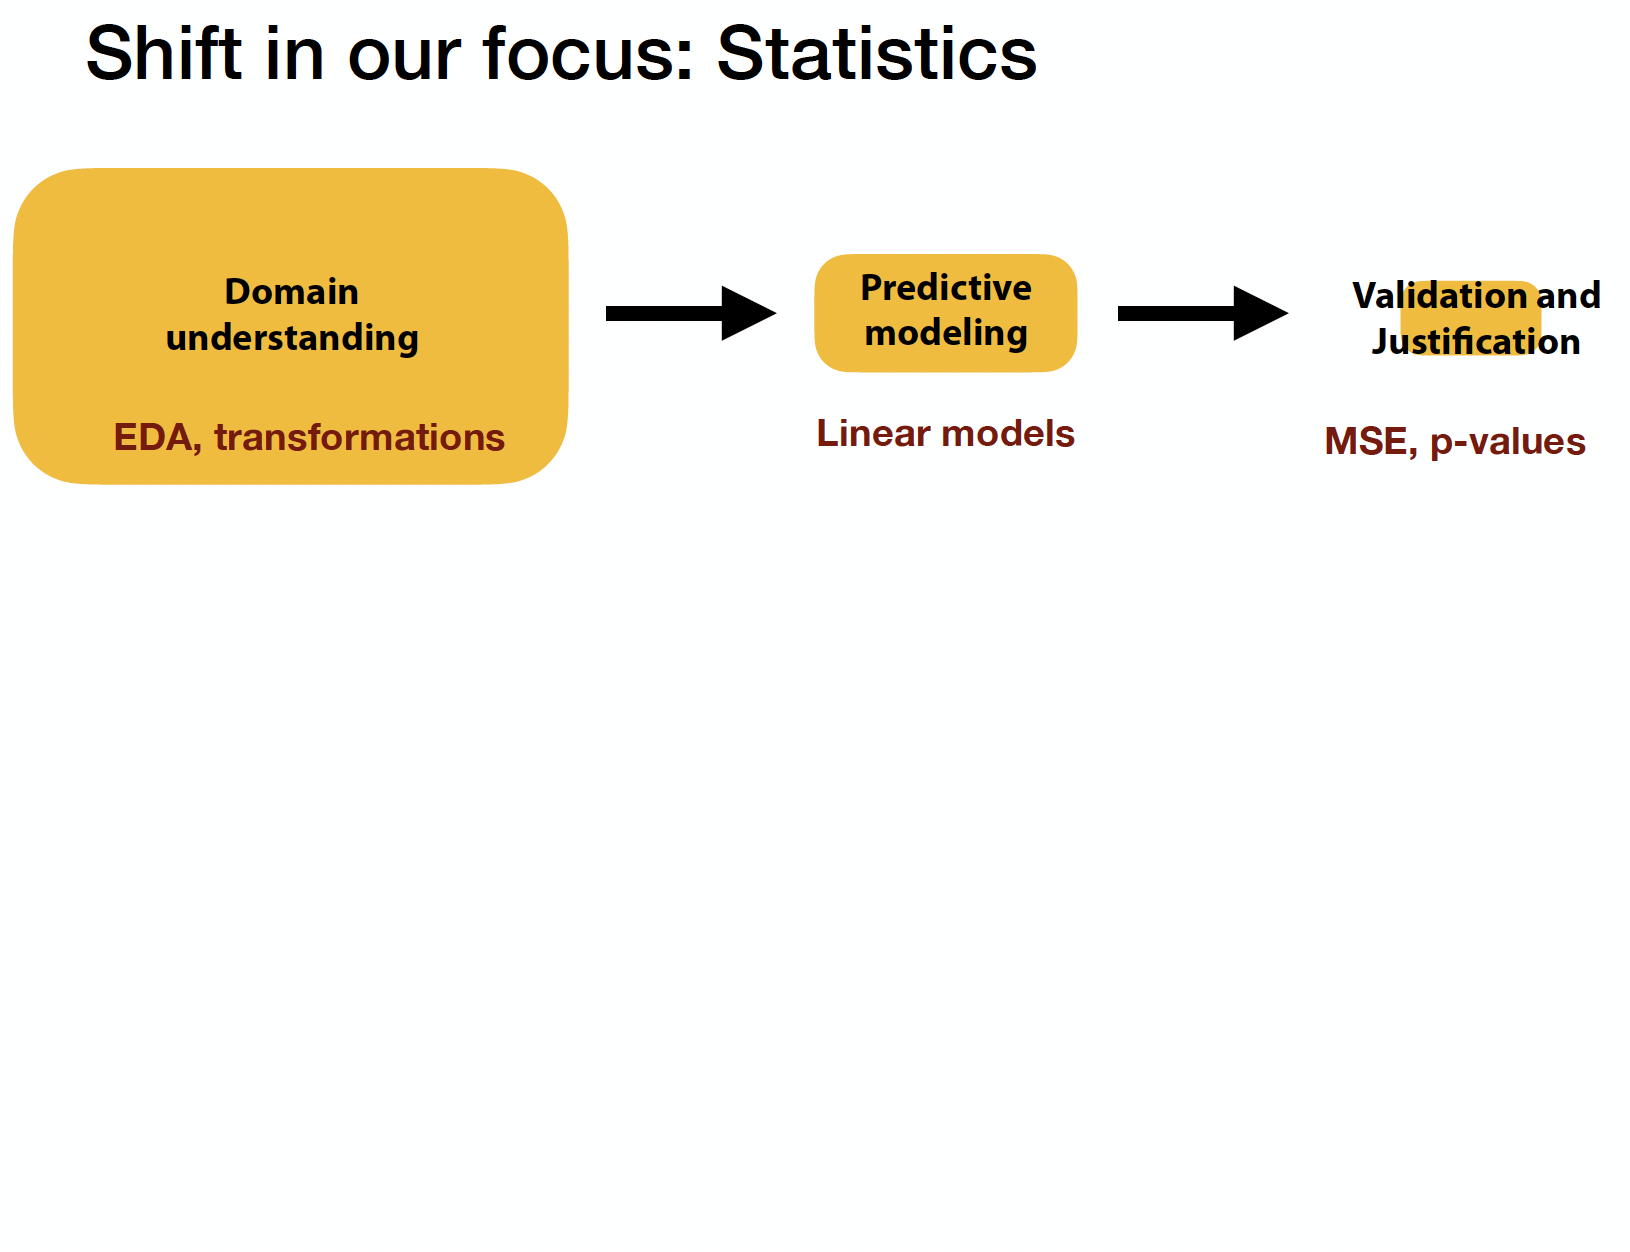 Shift in our focus: Statistics
Domain
understanding
EDA, transformations
Predictive
modeling
Linear models
Validation and
Justification
MSE, p-values